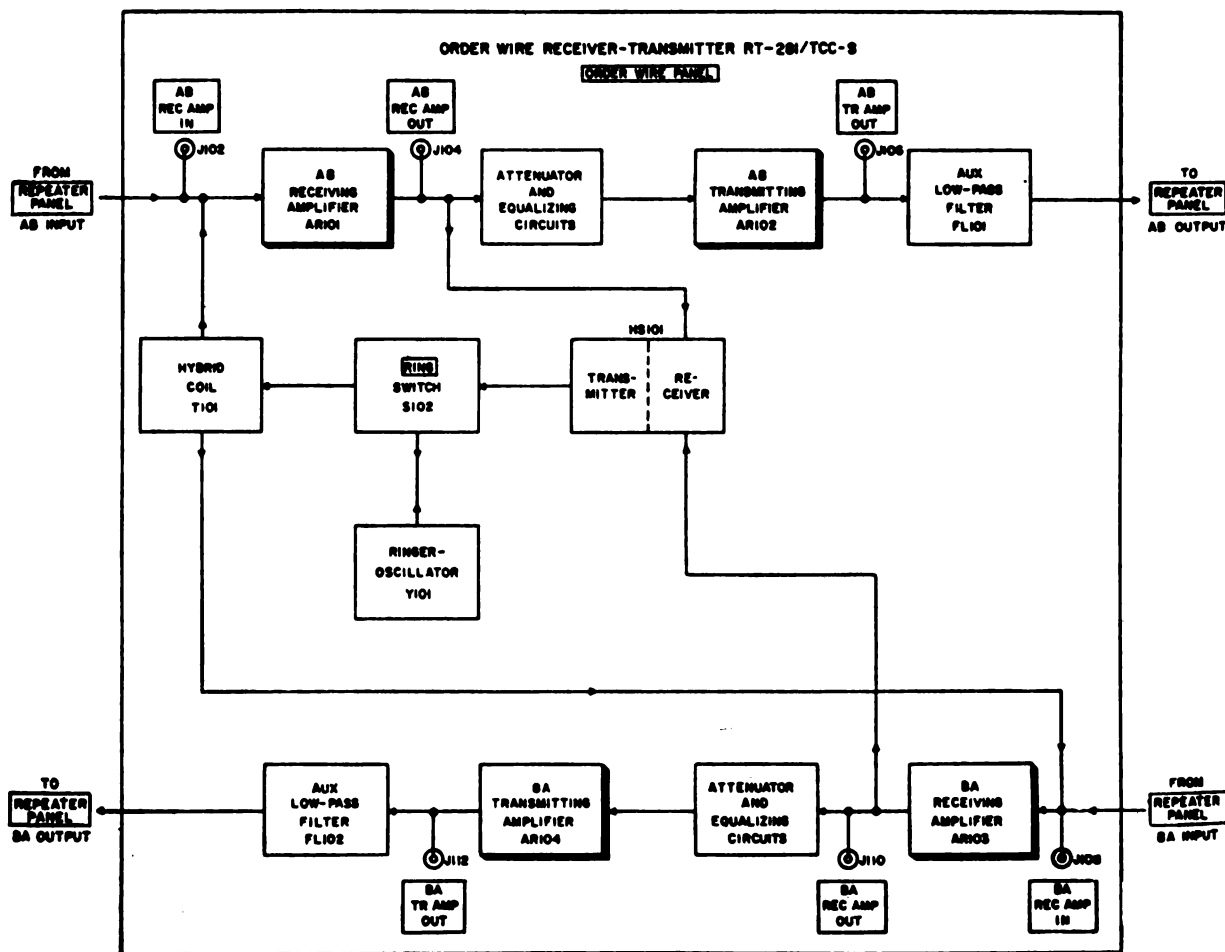 ORDER WIRE RECEIVER-TRANSMITTER RT-281/TCC-8
ORDER WIRE PANEL
AB
REC AMP
IN
J102
AB
REC AMP
OUT
J104
AB
TR AMP
OUT
J106
FROM
REPEATER
PANEL
AB INPUT
AB
RECEIVING
AMPLIFIER
AR101
ATTENUATOR
AND
EQUALIZING
CIRCUITS
AB
TRANSMITTING
AMPLIFIER
AR102
AUX
LOW-PASS
FILTER
FL101
TO
REPEATER
PANEL
AB OUTPUT
HYBRID
COIL
T101
RING
SWITCH
S102
HS101
TRANS-
MITTER
RE-
CEIVER
RINGER-
OSCILLATOR
Y101
TO
REPEATER
PANEL
BA OUTPUT
AUX
LOW-PASS
FILTER
FL102
BA
TRANSMITTING
AMPLIFIER
AR104
ATTENUATOR
AND
EQUALIZING
CIRCUITS
BA
RECEIVING
AMPLIFIER
AR103
FROM
REPEATER
PANEL
BA INPUT
J112
BA
TR AMP
OUT
J110
BA
REC AMP
OUT
J108
BA
REC AMP
IN